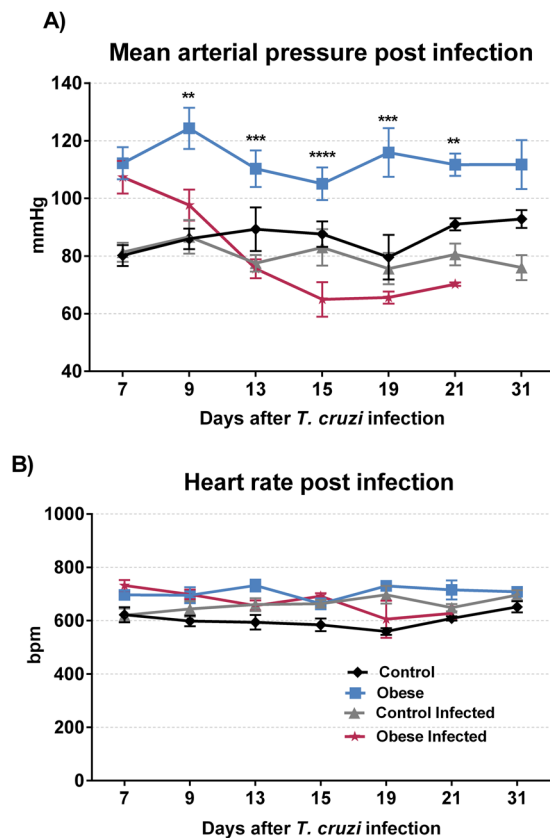 A)
Mean arterial pressure post infection
140
120
100
80
60
40
mmHg
** *** **** *** **
7 9 13 15 19 21 31
Days after T. cruzi infection
B)
Heart rate post infection
1000
800
600
400
200
0
bpm
Control
Obese
Control Infected
Obese Infected
7 9 13 15 19 21 31
Days after T. cruzi infection